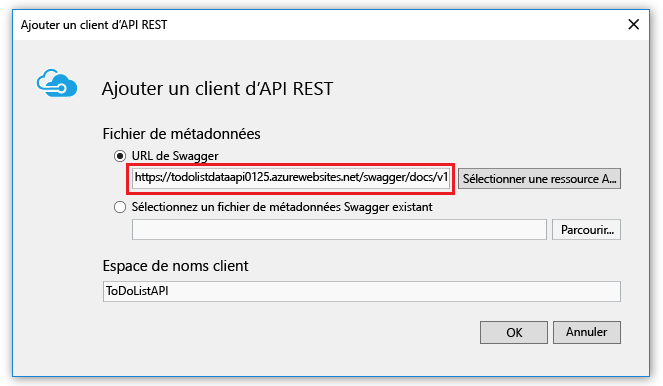 Ajouter un client d'API REST
Ajouter un client d'API REST
Fichier de métadonnées
URL de Swagger
https://todolistdataapi0125.azurewebsites.net/swagger/docs/v1
Sélectionner une ressource A...
Sélectionnez un fichier de métadonnées Swagger existant
Parcourir...
Espace de noms client
ToDoListAPI
OK
Annuler